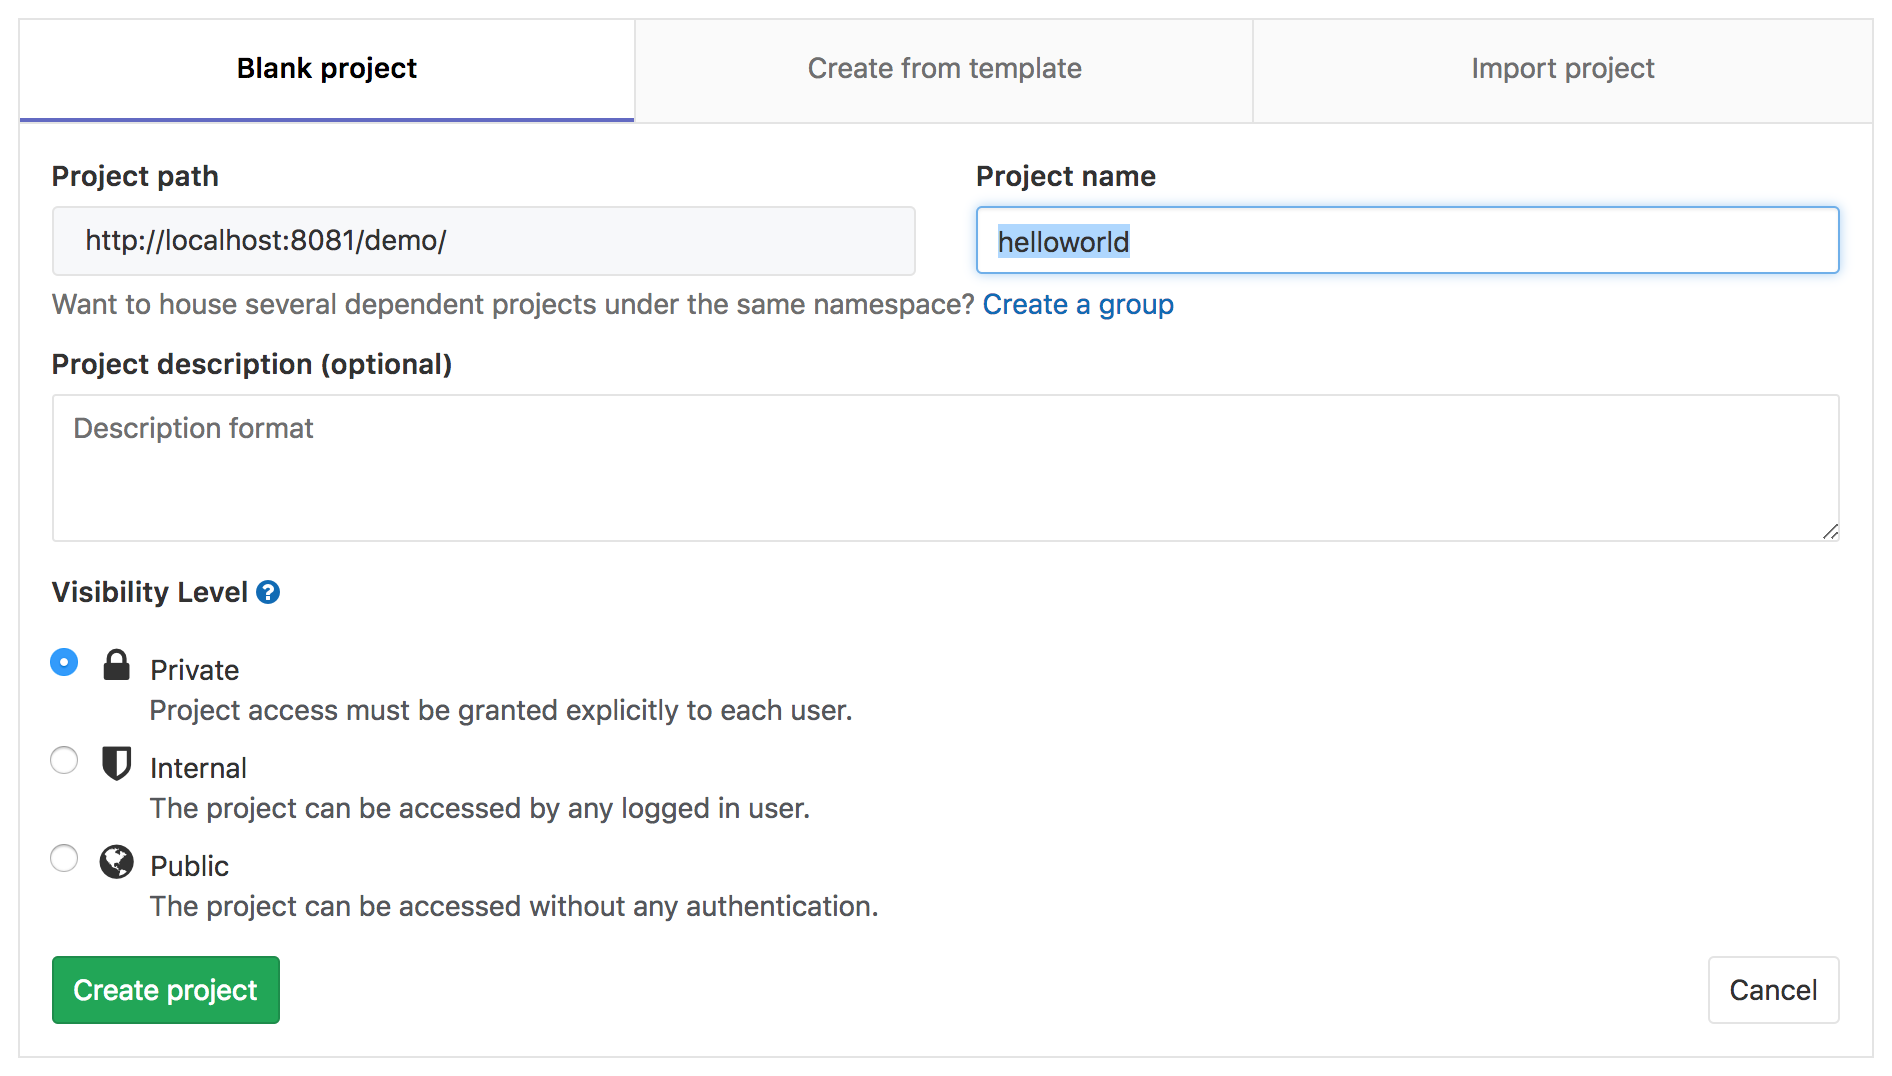 Blank project
Create from template
Import project
Project path
Project name
http://localhost:8081/demo/
helloworld
Want to house several dependent projects under the same namespace? Create a group
Project description (optional)
Description format
Visibility Level ?
Private
Project access must be granted explicitly to each user.
Internal
The project can be accessed by any logged in user.
Public
The project can be accessed without any authentication.
Create project
Cancel